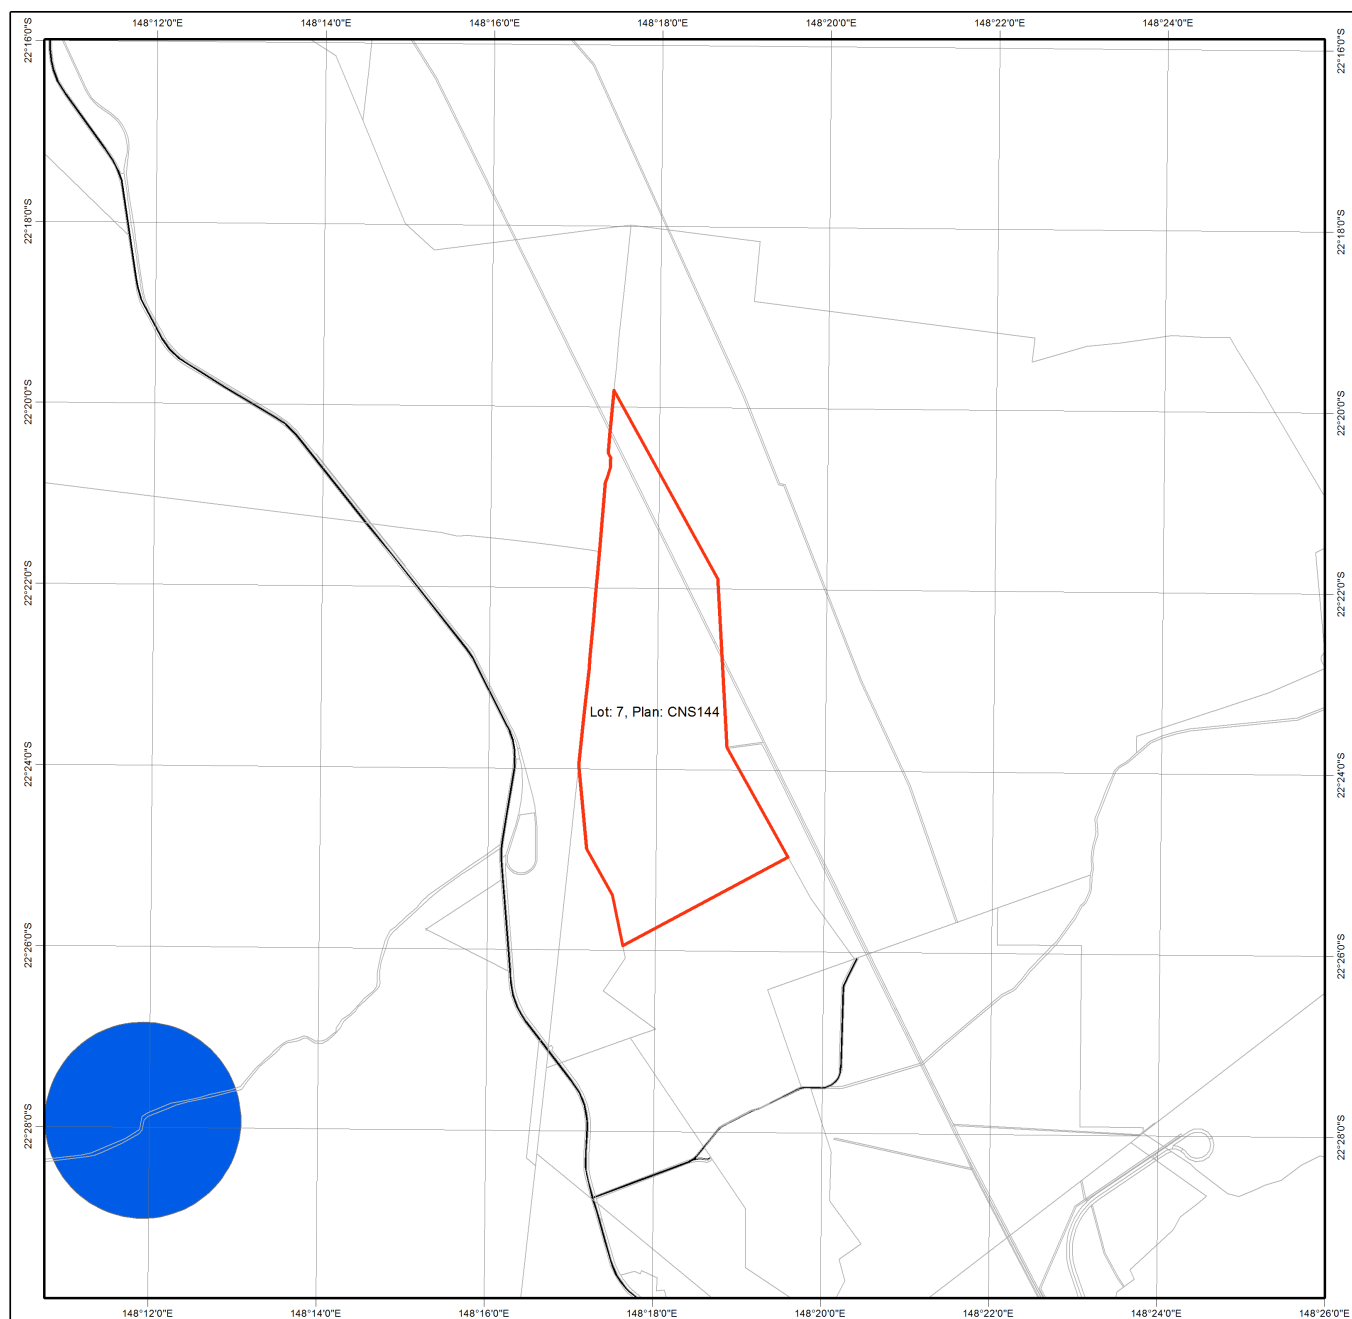 148°12'0"E 148°14'0"E 148°16'0"E 148°18'0"E 148°20'0"E 148°22'0"E 148°24'0"E
22°16'0"S 22°16'0"S
22°18'0"S 22°18'0"S
22°20'0"S 22°20'0"S
22°22'0"S 22°22'0"S
Lot: 7, Plan: CNS144
22°24'0"S 22°24'0"S
22°26'0"S 22°26'0"S
22°28'0"S 22°28'0"S
148°12'0"E 148°14'0"E 148°16'0"E 148°18'0"E 148°20'0"E 148°22'0"E 148°24'0"E 148°26'0"E